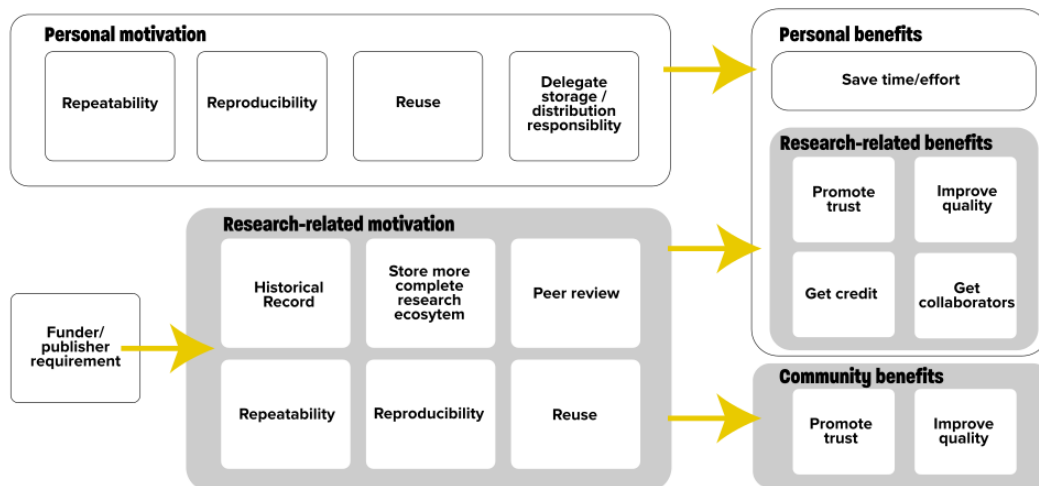 Personal motivation
Repeatability
Reproducibility
Reuse
Delegate
storage /
distribution
responsiblity
Personal benefits
Save time/effort
Research-related benefits
Promote
trust
Improve
quality
Get credit
Get
collaborators
Research-related motivation
Historical
Record
Store more
complete
research
ecosytem
Peer review
Funder/
publisher
requirement
Repeatability
Reproducibility
Reuse
Community benefits
Promote
trust
Improve
quality